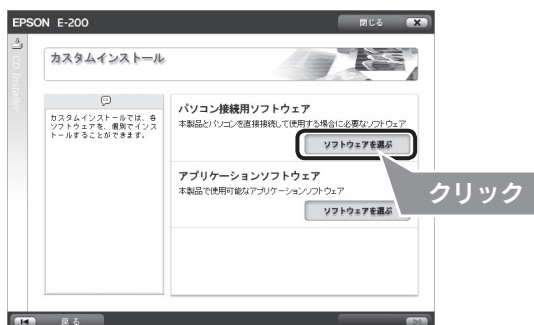 EPSON E-200
閉じる
CD Installer
カスタムインストール
カスタムインストールでは、各
ソフトウェアを、個別でインス
トールすることができます。
パソコン接続用ソフトウェア
本製品とパソコンを直接接続して使用する場合に必要なソフトウェア
ソフトウェアを選ぶ
クリック
アプリケーションソフトウェア
本製品で使用可能なアプリケーションソフトウェア
ソフトウェアを選ぶ
戻る